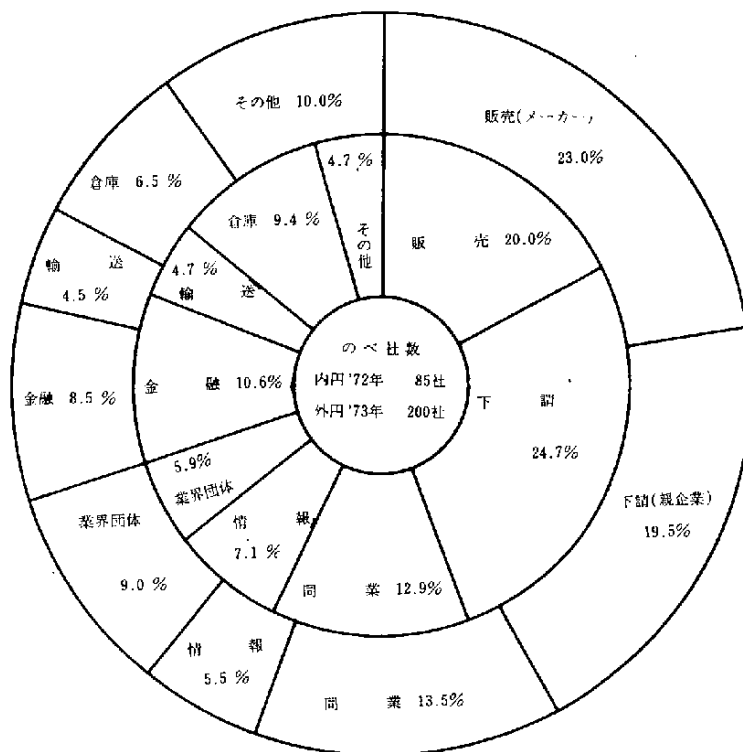 その他 10.0%
販売(メーカー)
23.0%
4.7 %
その他
倉庫 6.5 %
倉庫 9.4 %
販売 20.0%
輸送
4.5 %
4.7 %
輸送
のべ社数
内円'72年 85社
外円'73年 200社
金融 8.5 %
金融 10.6%
下請
24.7%
5.9%
業界団体
業界団体
9.0 %
情報
7.1 %
下請(親企業)
19.5%
同業 12.9%
情報
5.5 %
同業 13.5%